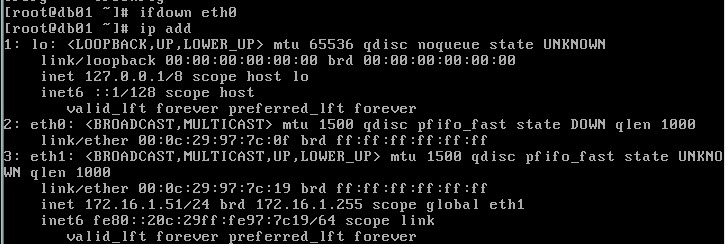 [root@db01 ~]# ifdown eth0
[root@db01 ~]# ip add
1: lo: <LOOPBACK,UP,LOWER_UP> mtu 65536 qdisc noqueue state UNKNOWN
    link/loopback 00:00:00:00:00:00 brd 00:00:00:00:00:00
    inet 127.0.0.1/8 scope host lo
    inet6 ::1/128 scope host
       valid_lft forever preferred_lft forever
2: eth0: <BROADCAST,MULTICAST> mtu 1500 qdisc pfifo_fast state DOWN qlen 1000
    link/ether 00:0c:29:97:7c:0f brd ff:ff:ff:ff:ff:ff
3: eth1: <BROADCAST,MULTICAST,UP,LOWER_UP> mtu 1500 qdisc pfifo_fast state UNKNO
WN qlen 1000
    link/ether 00:0c:29:97:7c:19 brd ff:ff:ff:ff:ff:ff
    inet 172.16.1.51/24 brd 172.16.1.255 scope global eth1
    inet6 fe80::20c:29ff:fe97:7c19/64 scope link
       valid_lft forever preferred_lft forever